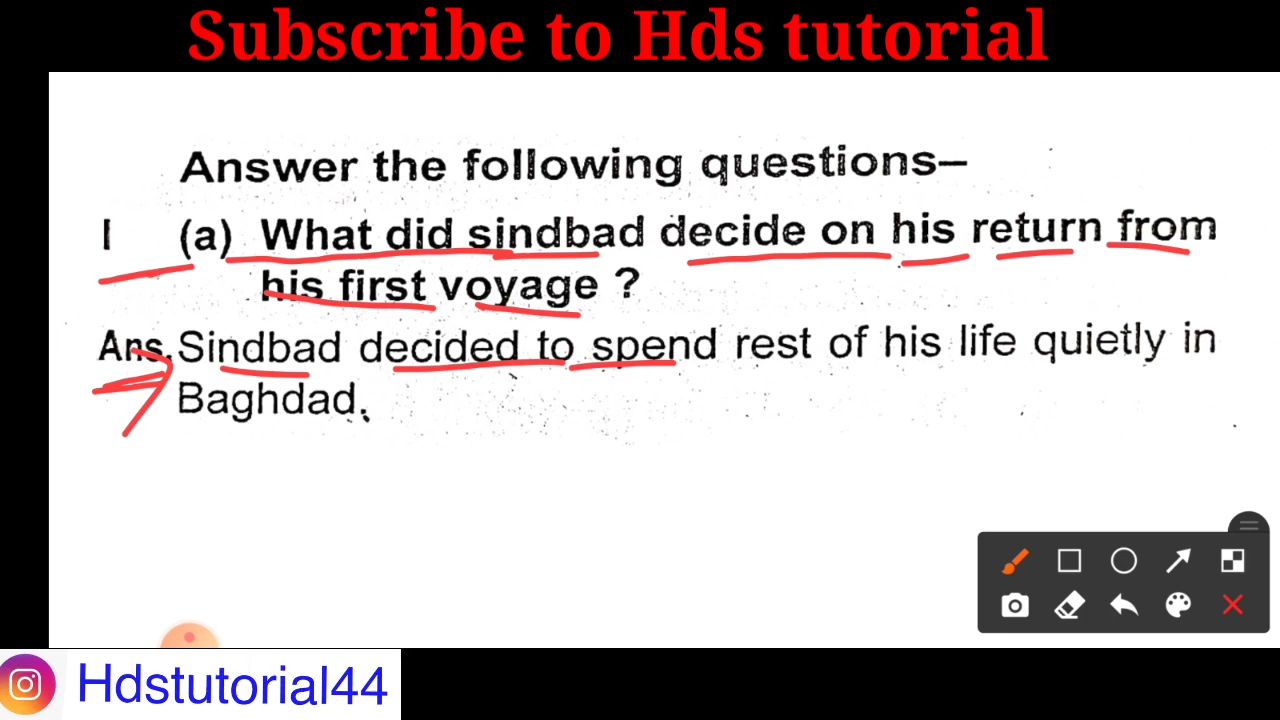 Subscribe to Hds tutorial
Answer the following questions–
I (a) What did sindbad decide on his return from
his first voyage ?
Ans. Sindbad decided to spend rest of his life quietly in
Baghdad.
Hdstutorial44